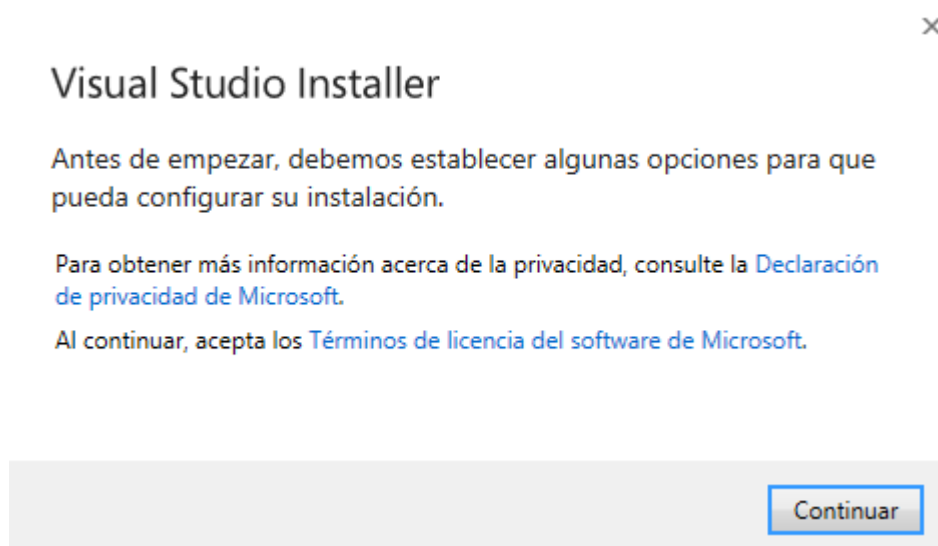 Visual Studio Installer
Antes de empezar, debemos establecer algunas opciones para que
pueda configurar su instalación.
Para obtener más información acerca de la privacidad, consulte la Declaración
de privacidad de Microsoft.
Al continuar, acepta los Términos de licencia del software de Microsoft.
Continuar